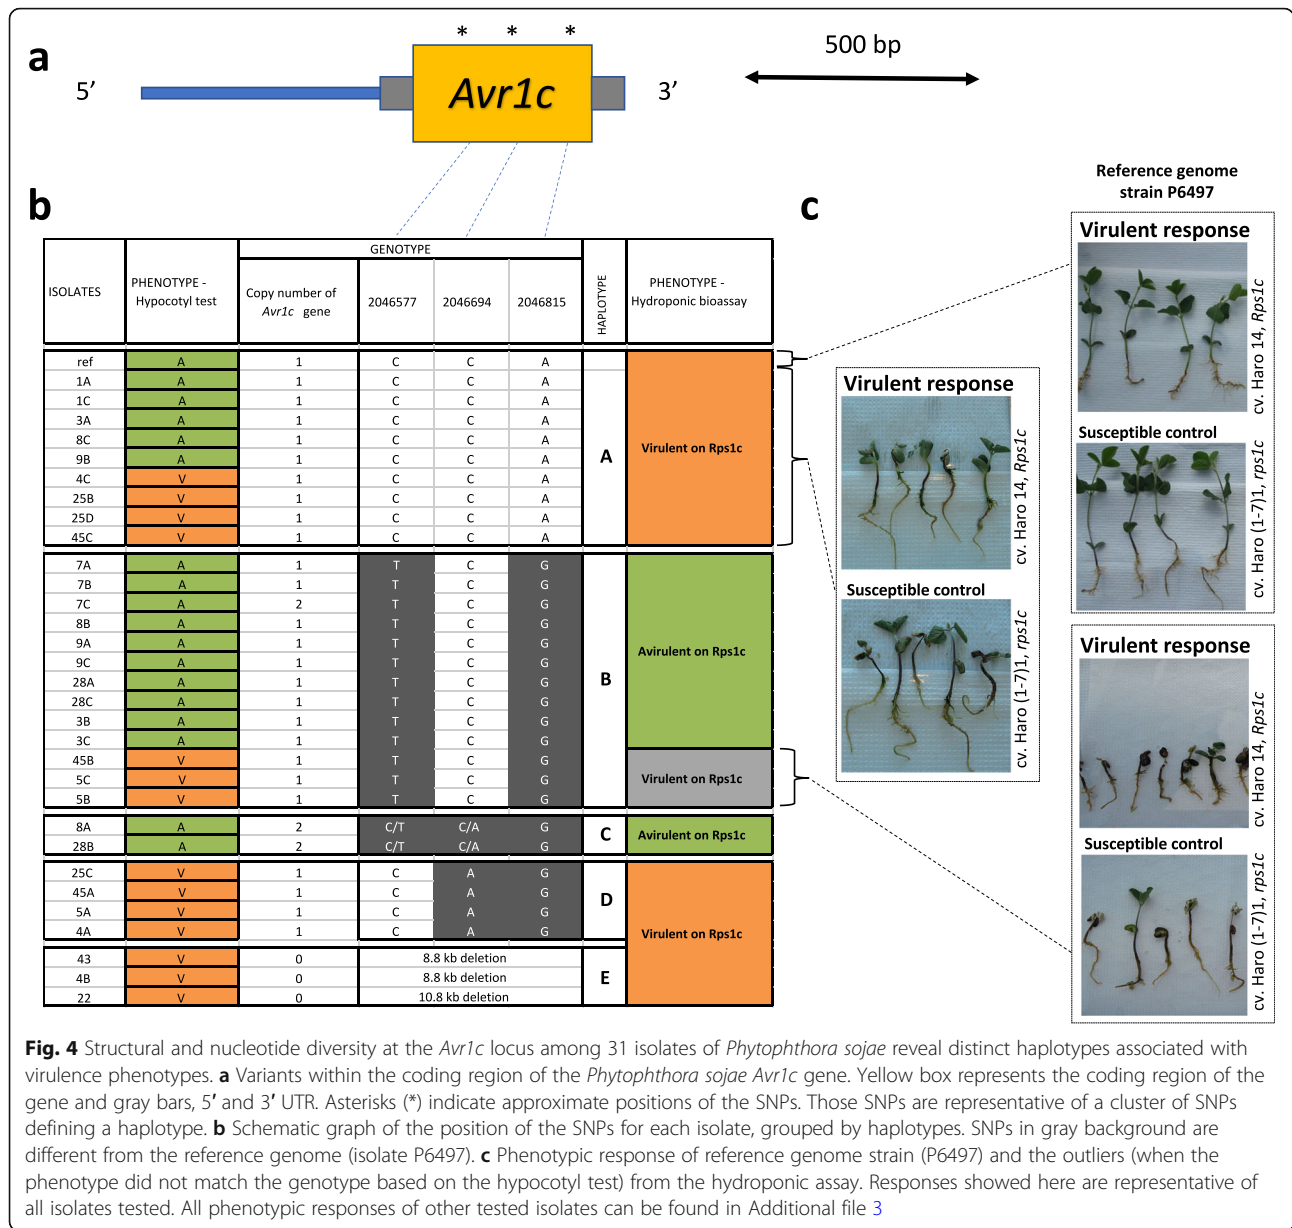 a
* * *
5’ Avr1c 3’
500 bp
b
ISOLATES
PHENOTYPE -
Hypocotyl test
GENOTYPE
Copy number of
Avr1c gene
2046577 2046694 2046815
HAPLOTYPE
PHENOTYPE -
Hydroponic bioassay
ref A 1 C C A
1A A 1 C C A
1C A 1 C C A
3A A 1 C C A
8C A 1 C C A
9B A 1 C C A
4C V 1 C C A
25B V 1 C C A
25D V 1 C C A
45C V 1 C C A
A
Virulent on Rps1c
7A A 1 T C G
7B A 1 T C G
7C A 2 T C G
8B A 1 T C G
9A A 1 T C G
9C A 1 T C G
28A A 1 T C G
28C A 1 T C G
3B A 1 T C G
3C A 1 T C G
45B V 1 T C G
5C V 1 T C G
5B V 1 T C G
B
Avirulent on Rps1c
Virulent on Rps1c
8A A 2 C/T C/A G
28B A 2 C/T C/A G
C
Avirulent on Rps1c
25C V 1 C A G
45A V 1 C A G
5A V 1 C A G
4A V 1 C A G
D
43 V 0 8.8 kb deletion
4B V 0 8.8 kb deletion
22 V 0 10.8 kb deletion
E
Virulent on Rps1c
c
Reference genome
strain P6497
Virulent response
cv. Haro 14, Rps1c
Susceptible control
cv. Haro (1-7)1, rps1c
Virulent response
cv. Haro 14, Rps1c
Susceptible control
cv. Haro (1-7)1, rps1c
Virulent response
cv. Haro 14, Rps1c
Susceptible control
cv. Haro (1-7)1, rps1c
Fig. 4 Structural and nucleotide diversity at the Avr1c locus among 31 isolates of Phytophthora sojae reveal distinct haplotypes associated with
virulence phenotypes. a Variants within the coding region of the Phytophthora sojae Avr1c gene. Yellow box represents the coding region of the
gene and gray bars, 5′ and 3′ UTR. Asterisks (*) indicate approximate positions of the SNPs. Those SNPs are representative of a cluster of SNPs
defining a haplotype. b Schematic graph of the position of the SNPs for each isolate, grouped by haplotypes. SNPs in gray background are
different from the reference genome (isolate P6497). c Phenotypic response of reference genome strain (P6497) and the outliers (when the
phenotype did not match the genotype based on the hypocotyl test) from the hydroponic assay. Responses showed here are representative of
all isolates tested. All phenotypic responses of other tested isolates can be found in Additional file 3